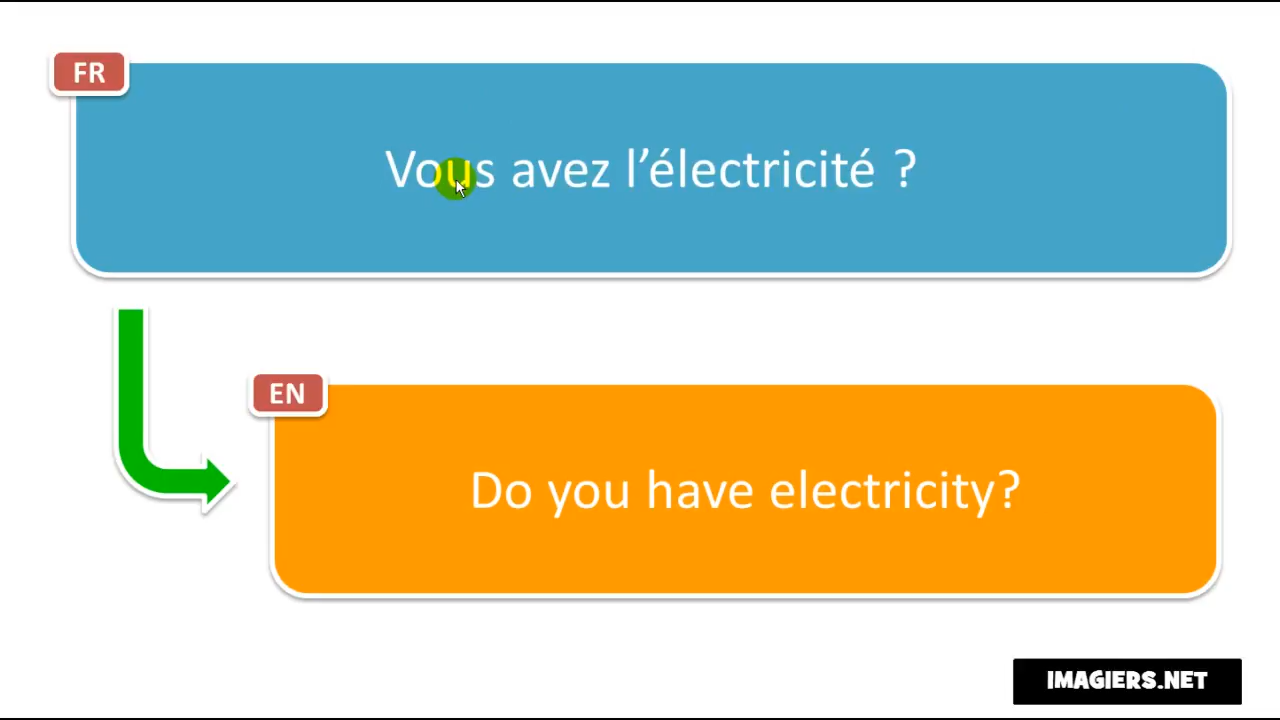 FR
Vous avez l’électricité ?
EN
Do you have electricity?
IMAGIERS.NET